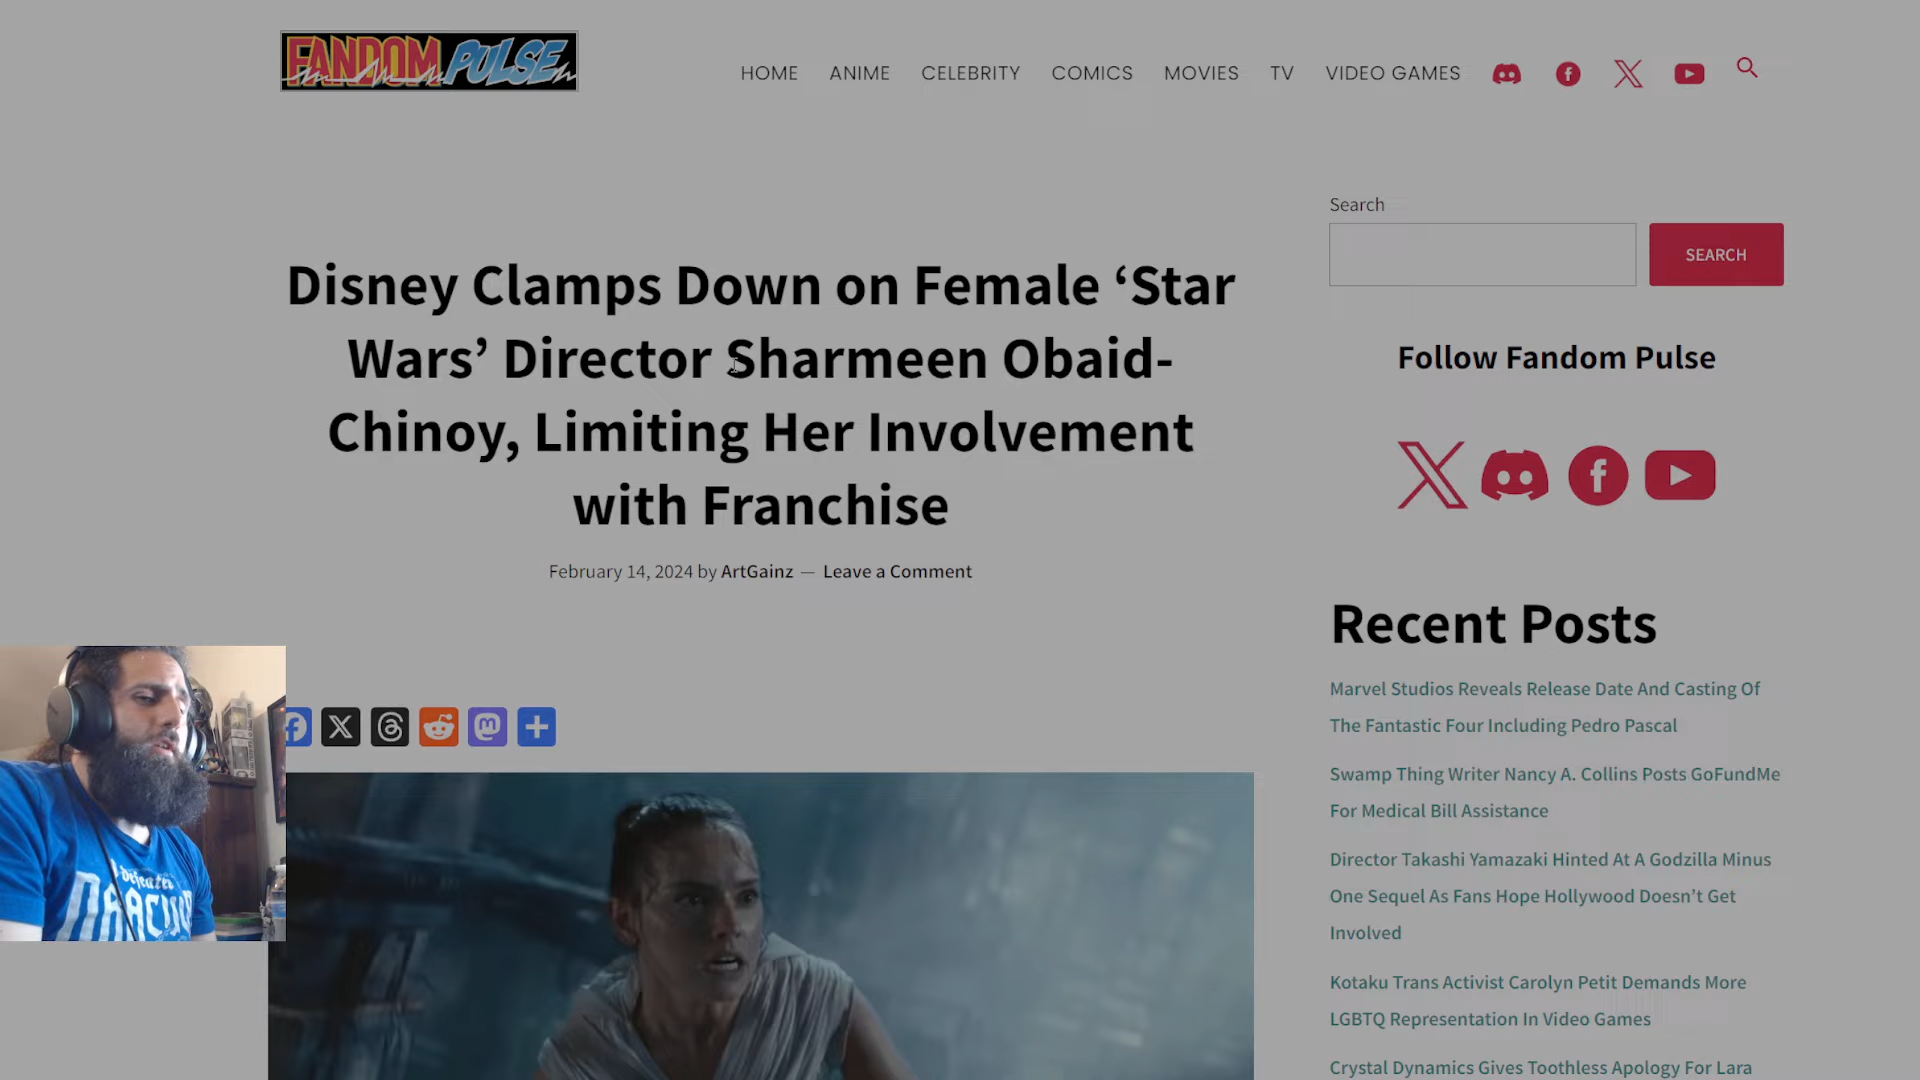 FANDOM PULSE
HOME ANIME CELEBRITY COMICS MOVIES TV VIDEO GAMES
Disney Clamps Down on Female ‘Star
Wars’ Director Sharmeen Obaid-
Chinoy, Limiting Her Involvement
with Franchise
February 14, 2024 by ArtGainz — Leave a Comment
Search
SEARCH
Follow Fandom Pulse
Recent Posts
Marvel Studios Reveals Release Date And Casting Of
The Fantastic Four Including Pedro Pascal
Swamp Thing Writer Nancy A. Collins Posts GoFundMe
For Medical Bill Assistance
Director Takashi Yamazaki Hinted At A Godzilla Minus
One Sequel As Fans Hope Hollywood Doesn’t Get
Involved
Kotaku Trans Activist Carolyn Petit Demands More
LGBTQ Representation In Video Games
Crystal Dynamics Gives Toothless Apology For Lara
I defeated